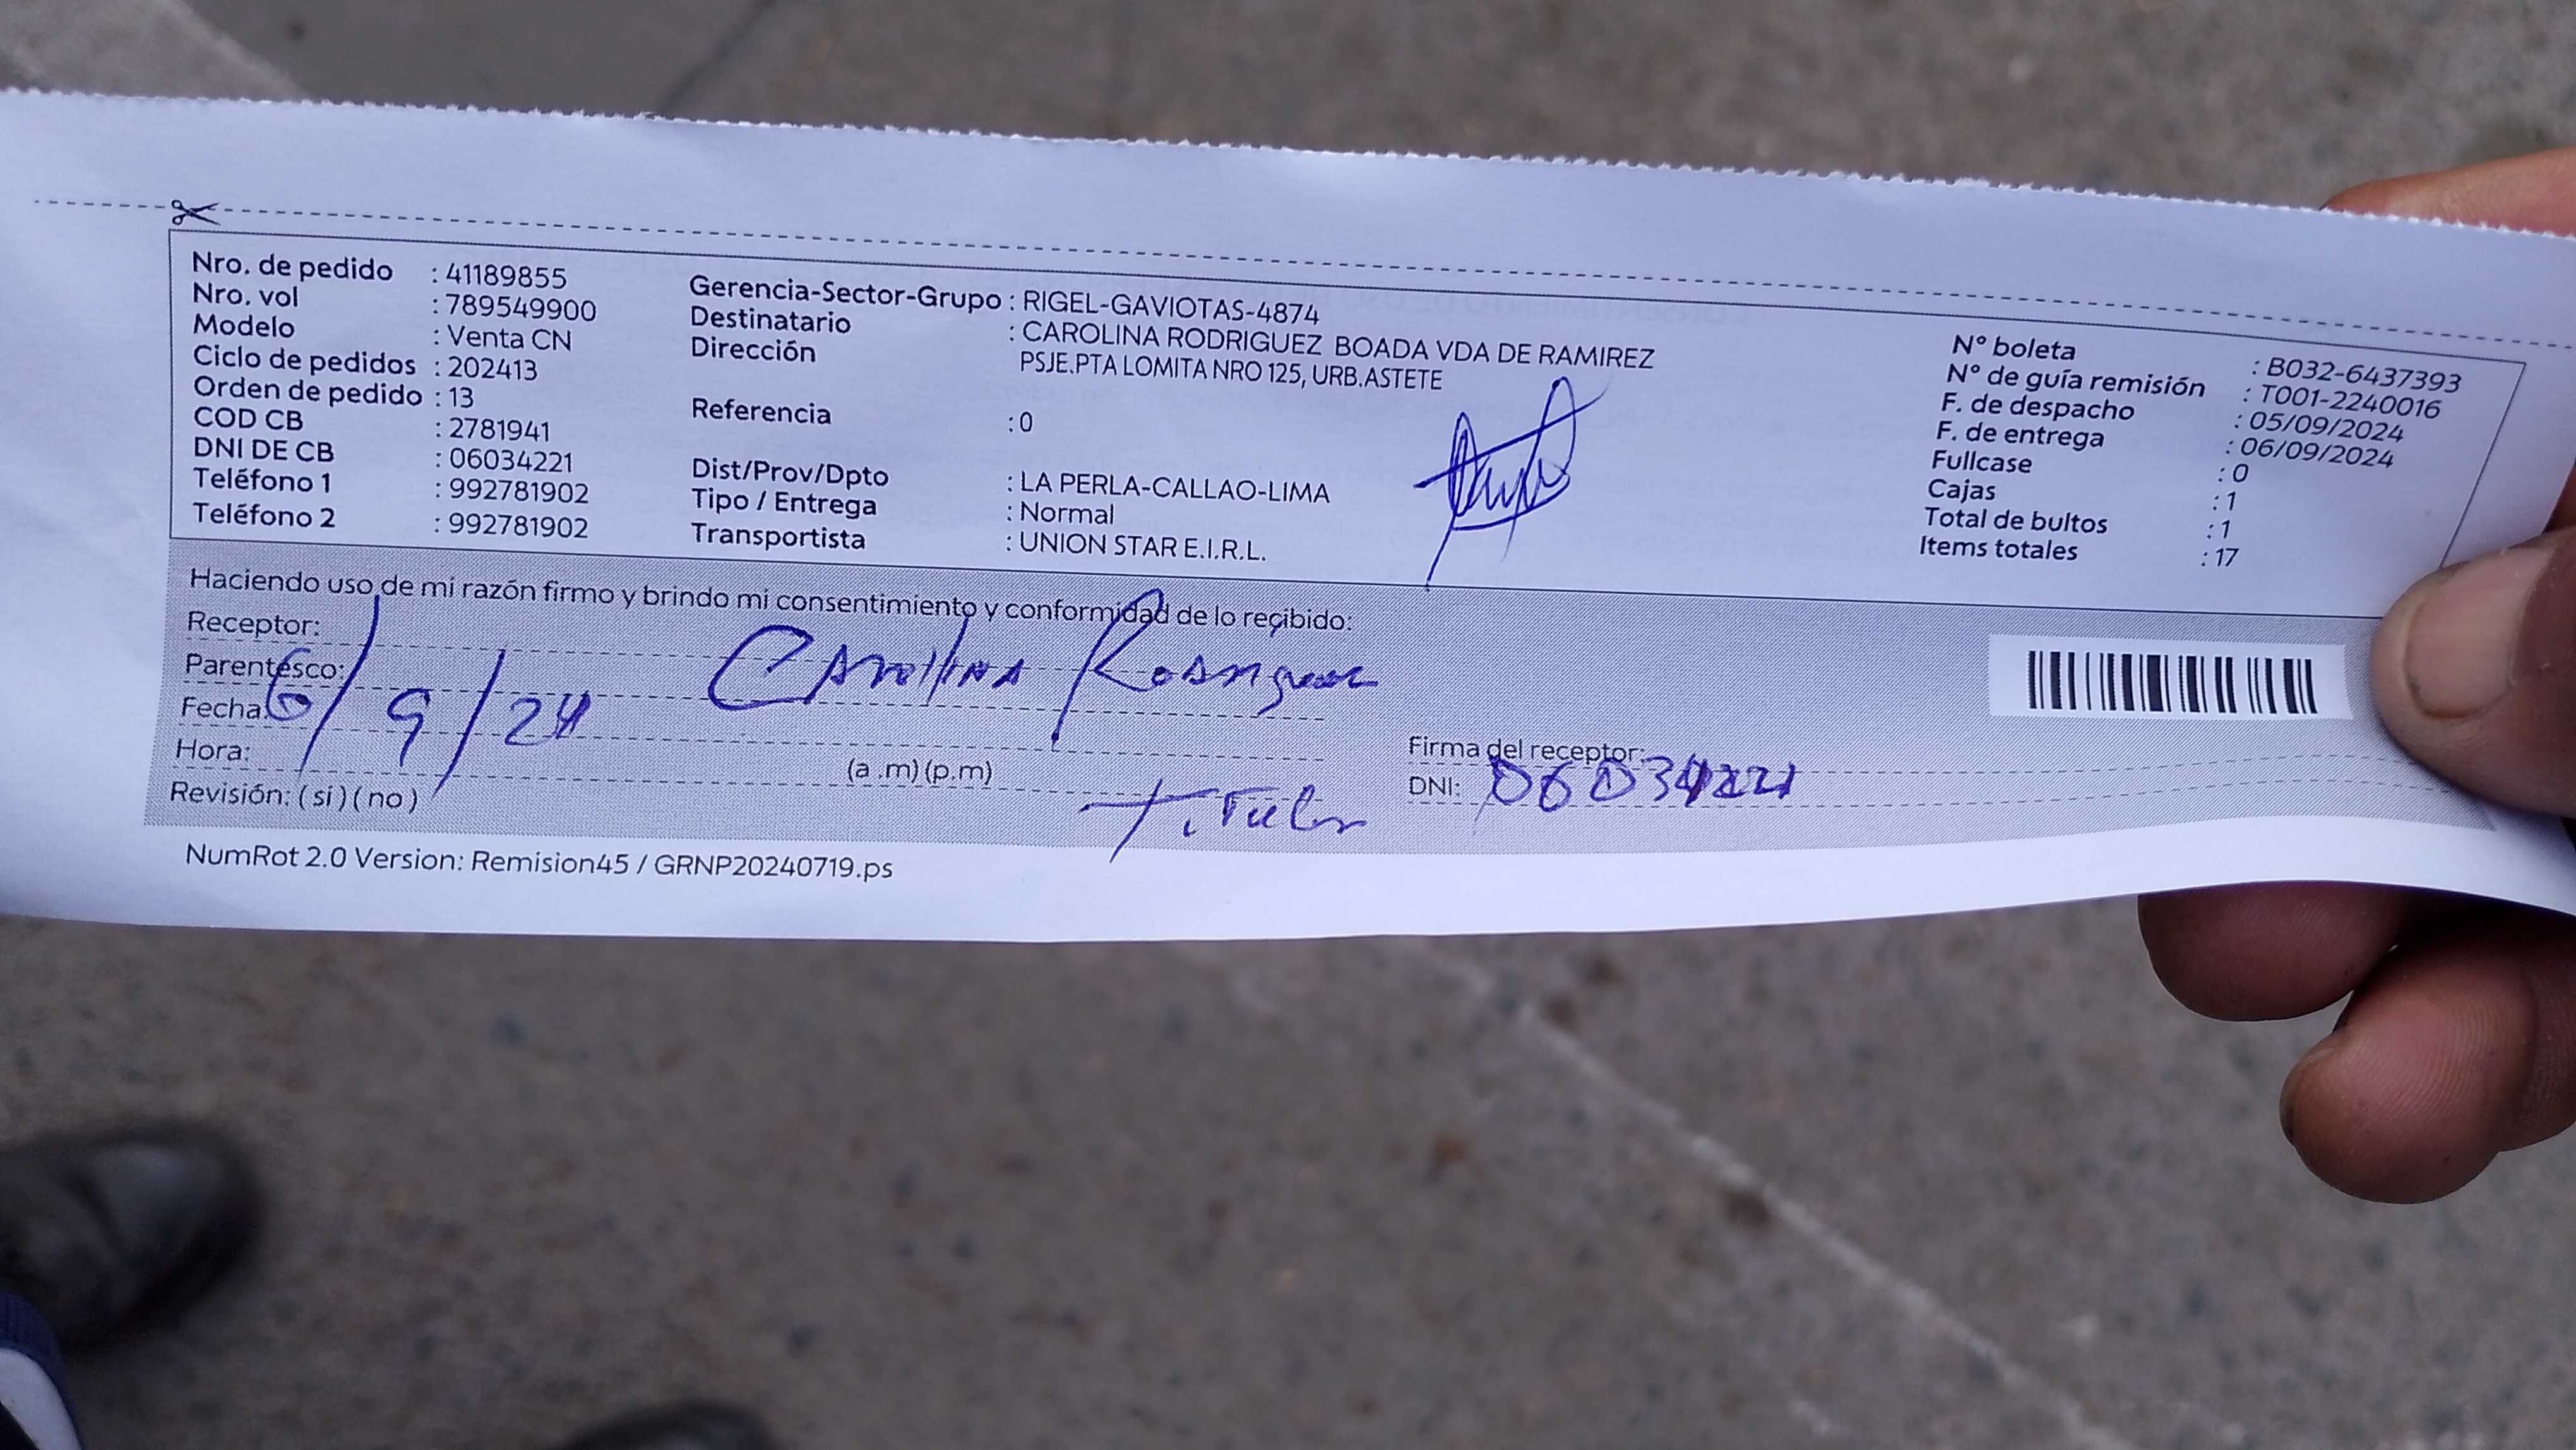 Nro. de pedido : 41189855
Nro. vol : 789549900
Modelo : Venta CN
Ciclo de pedidos : 202413
Orden de pedido : 13
COD CB : 2781941
DNI DE CB : 06034221
Teléfono 1 : 992781902
Teléfono 2 : 992781902
Gerencia-Sector-Grupo : RIGEL-GAVIOTAS-4874
Destinatario : CAROLINA RODRIGUEZ BOADA VDA DE RAMIREZ
Dirección PSJE.PTA LOMITA NRO 125, URB.ASTETE
Referencia : 0
Dist/Prov/Dpto : LA PERLA-CALLAO-LIMA
Tipo / Entrega : Normal
Transportista : UNION STAR E.I.R.L.
N° boleta : B032-6437393
N° de guía remisión : T001-2240016
F. de despacho : 05/09/2024
F. de entrega : 06/09/2024
Fullcase : 0
Cajas : 1
Total de bultos : 1
Items totales : 17
Haciendo uso de mi razón firmo y brindo mi consentimiento y conformidad de lo reçibido:
Receptor:
Carolina Rodriguez
Parentesco:
Fecha: 6/9/24
Hora: (a .m) (p.m)
Revisión: ( si ) ( no )
Titular
Firma del receptor:
DNI: 06034221
NumRot 2.0 Version: Remision45 / GRNP20240719.ps